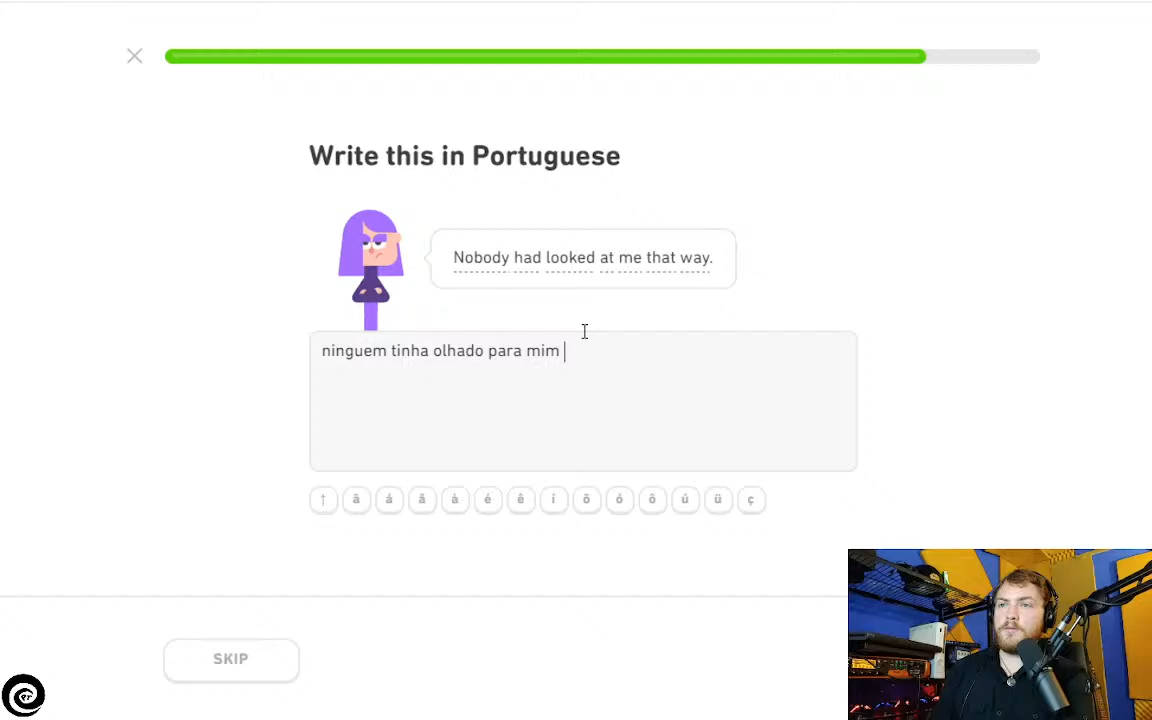 Write this in Portuguese
Nobody had looked at me that way.
ninguem tinha olhado para mim
↑ ã á â à é ê í õ ó ô ú ü ç
SKIP